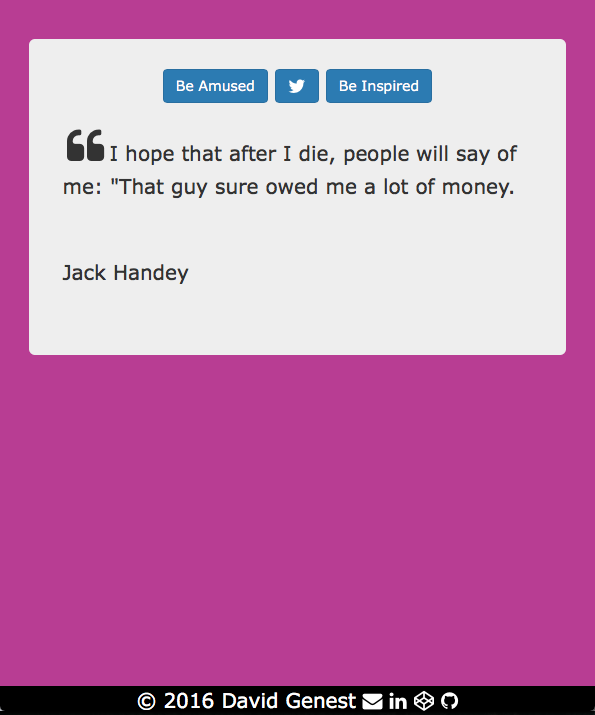 Be Amused Be Inspired
❝ I hope that after I die, people will say of
me: "That guy sure owed me a lot of money.
Jack Handey
© 2016 David Genest in